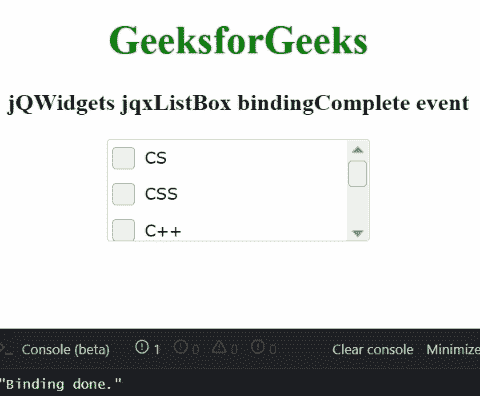 GeeksforGeeks
jQWidgets jqxListBox bindingComplete event
CS
CSS
C++
Console (beta) 1 0 0 0 Clear console Minimize
"Binding done."